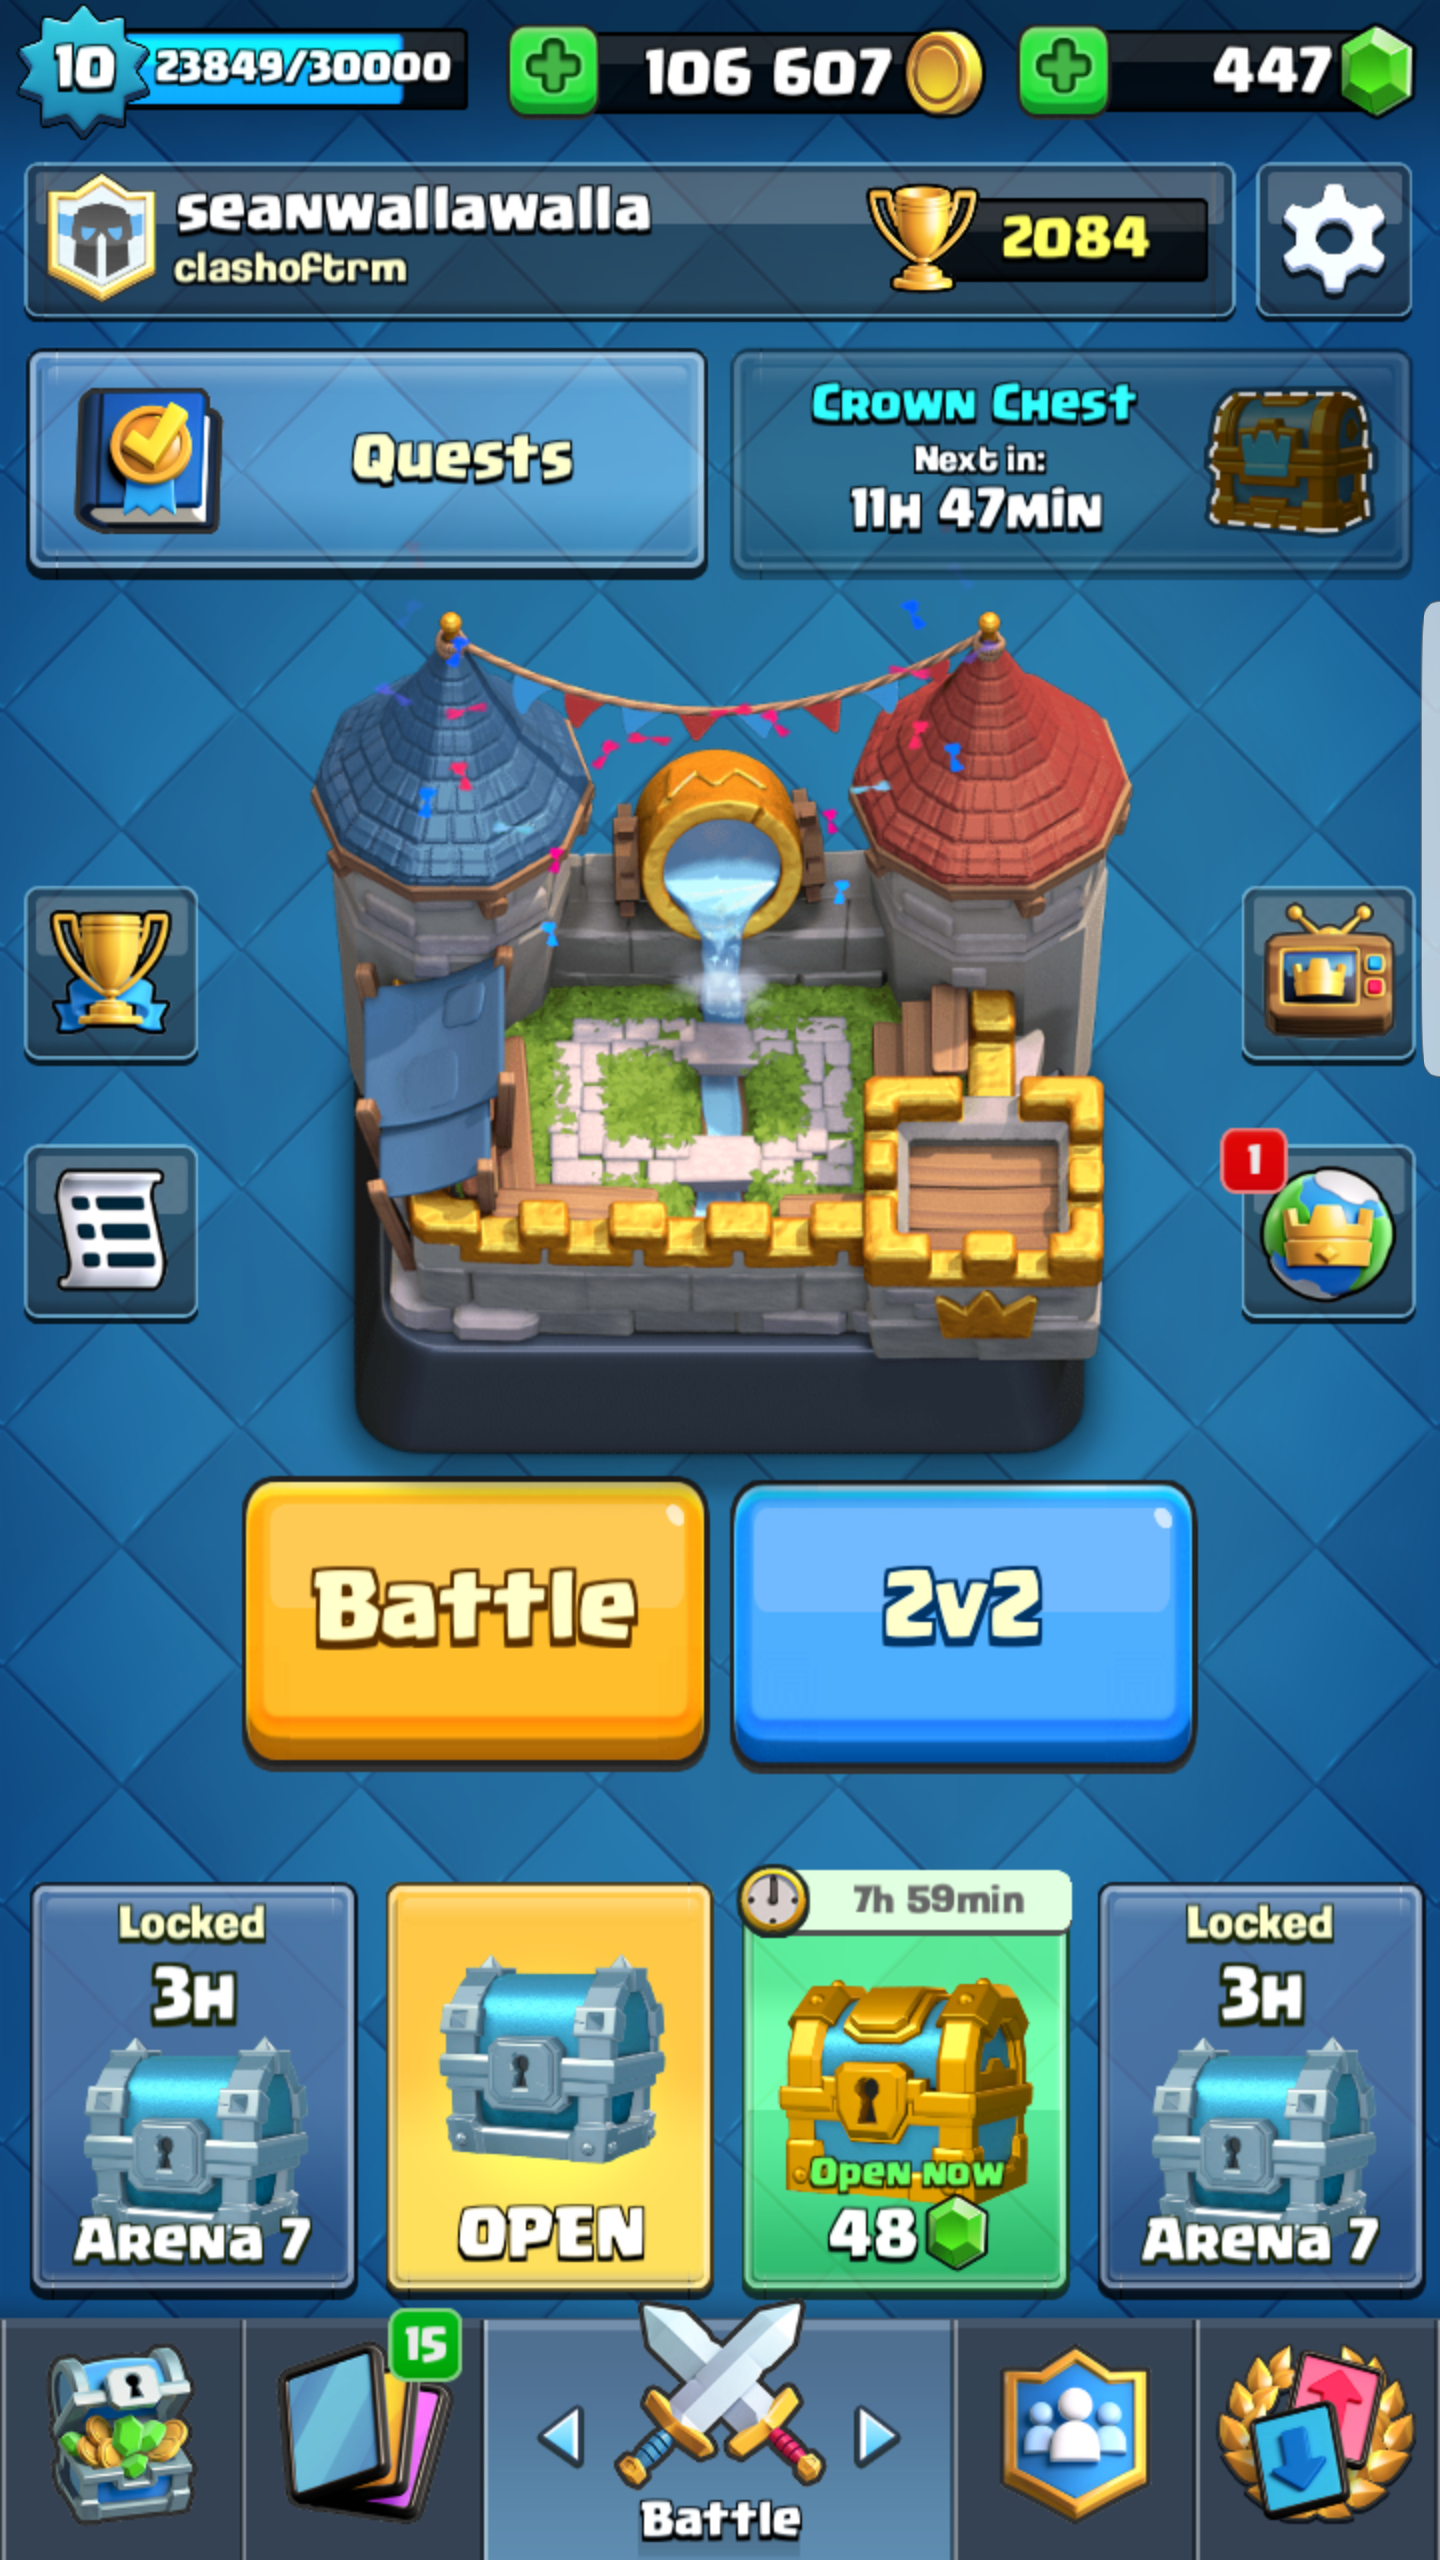 10
23849/30000
106 607
447
seanwallawalla
clashoftrm
2084
Quests
Crown Chest
Next in:
11H 47MIN
1
Battle
2v2
Locked
3H
Arena 7
OPEN
7h 59min
Open now
48
Locked
3H
Arena 7
15
Battle